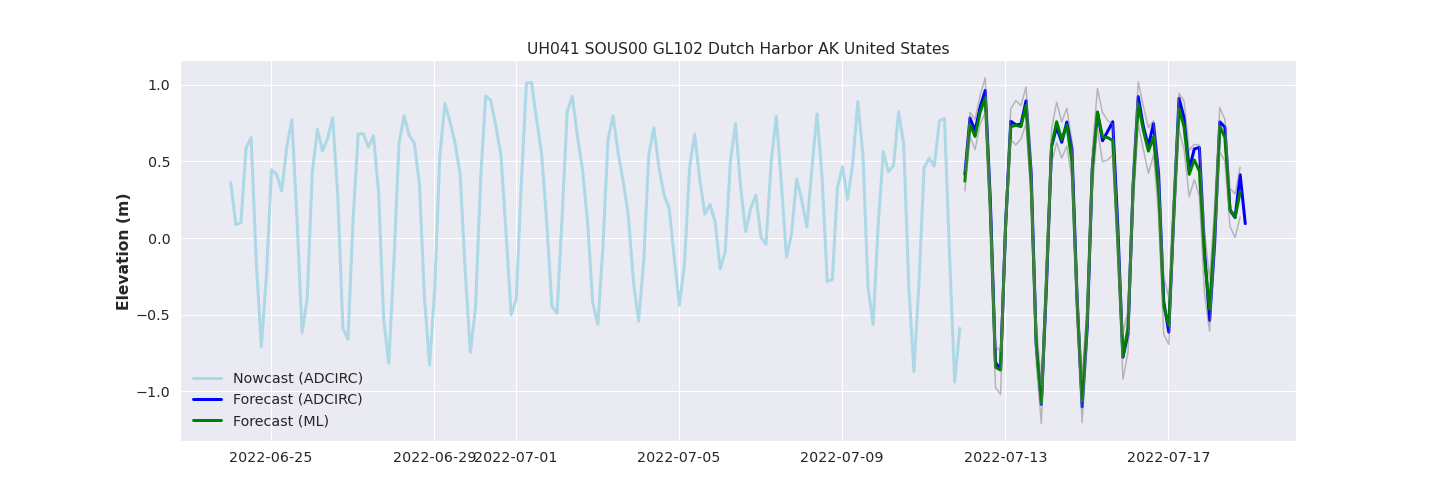 UH041 SOUS00 GL102 Dutch Harbor AK United States
Elevation (m)
1.0
0.5
0.0
−0.5
−1.0
Nowcast (ADCIRC)
Forecast (ADCIRC)
Forecast (ML)
2022-06-25 2022-06-29 2022-07-01 2022-07-05 2022-07-09 2022-07-13 2022-07-17